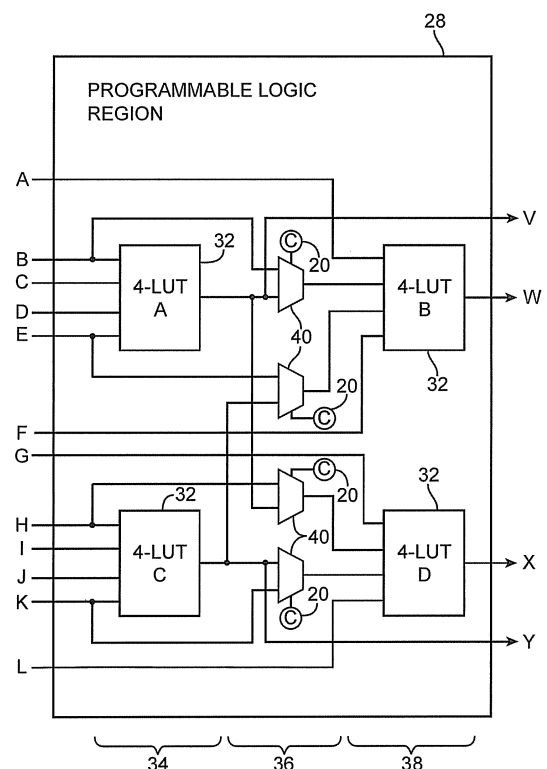 28
PROGRAMMABLE LOGIC
REGION
A
V
B
32
C
20
C
4-LUT
A
4-LUT
B
W
D
E
40
32
C
20
F
G
C
20
32
32
H
40
I
4-LUT
C
4-LUT
D
X
J
K
C
20
Y
L
34
36
38